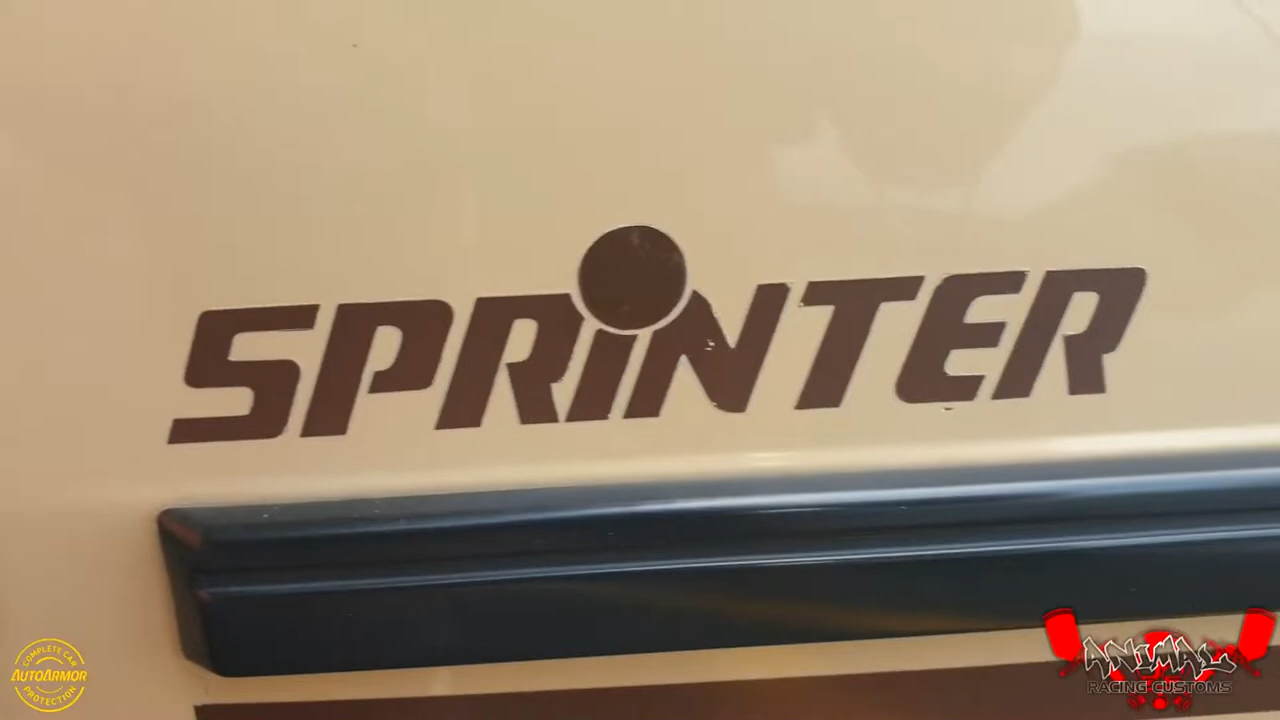 SPRINTER
COMPLETE CAR
AUTOARMOR
PROTECTION
ANIMAL
RACING CUSTOMS